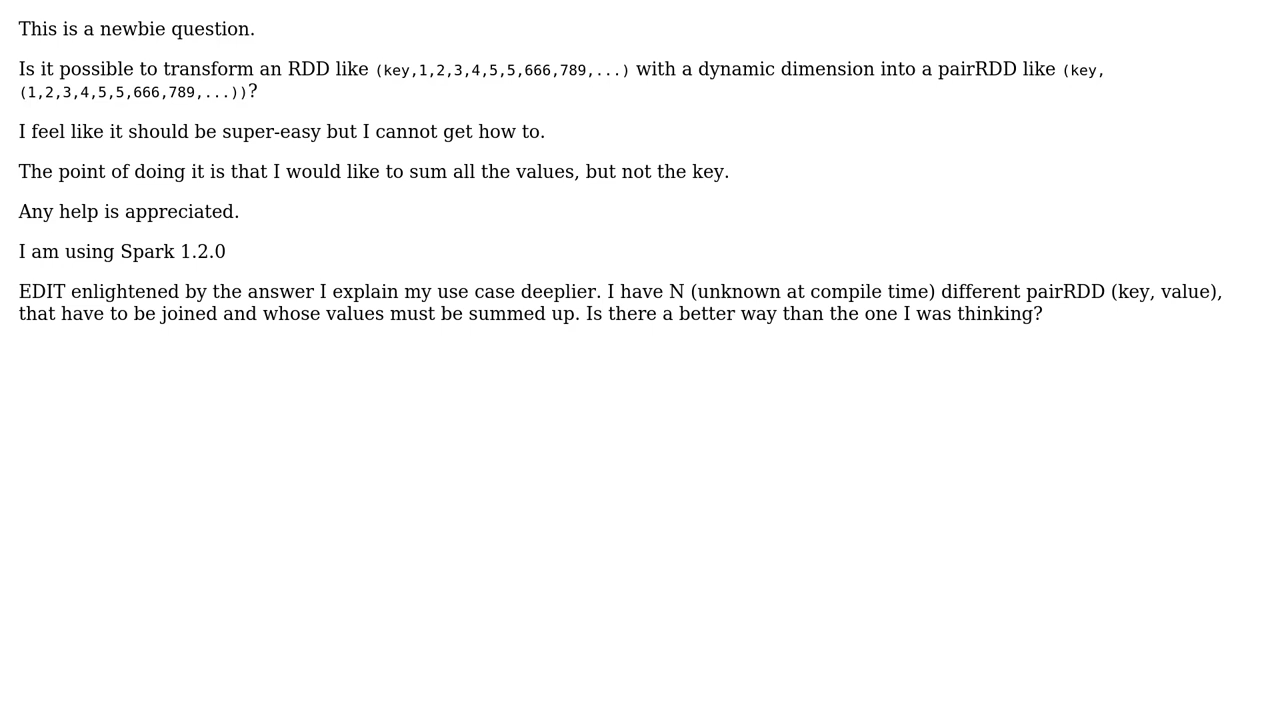 This is a newbie question.
Is it possible to transform an RDD like (key,1,2,3,4,5,5,666,789,...) with a dynamic dimension into a pairRDD like (key,
(1,2,3,4,5,5,666,789,...))?
I feel like it should be super-easy but I cannot get how to.
The point of doing it is that I would like to sum all the values, but not the key.
Any help is appreciated.
I am using Spark 1.2.0
EDIT enlightened by the answer I explain my use case deeplier. I have N (unknown at compile time) different pairRDD (key, value),
that have to be joined and whose values must be summed up. Is there a better way than the one I was thinking?